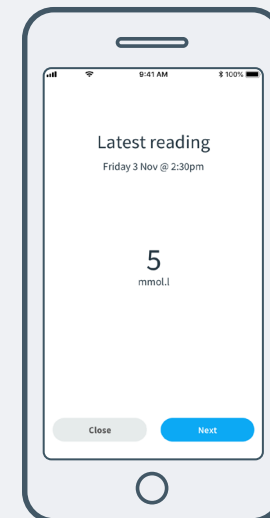 9:41 AM 100%
Latest reading
Friday 3 Nov @ 2:30pm
5
mmol.l
Close Next